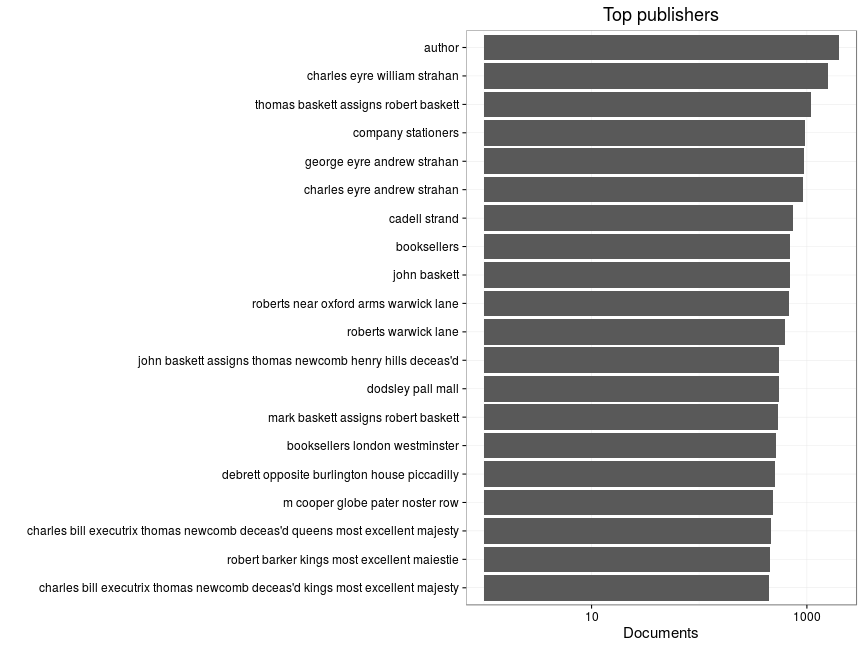 Top publishers
author
charles eyre william strahan
thomas baskett assigns robert baskett
company stationers
george eyre andrew strahan
charles eyre andrew strahan
cadell strand
booksellers
john baskett
roberts near oxford arms warwick lane
roberts warwick lane
john baskett assigns thomas newcomb henry hills deceas'd
dodsley pall mall
mark baskett assigns robert baskett
booksellers london westminster
debrett opposite burlington house piccadilly
m cooper globe pater noster row
charles bill executrix thomas newcomb deceas'd queens most excellent majesty
robert barker kings most excellent maiestie
charles bill executrix thomas newcomb deceas'd kings most excellent majesty
10 1000
Documents